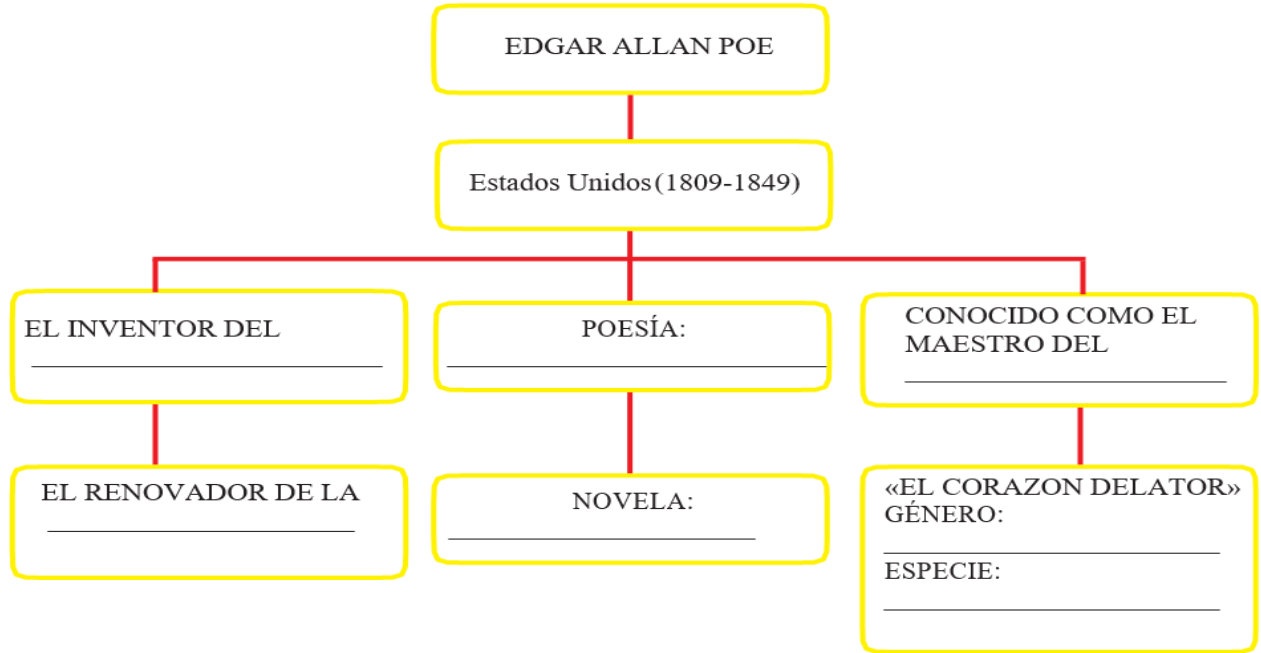 EDGAR ALLAN POE
Estados Unidos (1809-1849)
EL INVENTOR DEL
POESÍA:
CONOCIDO COMO EL
MAESTRO DEL
EL RENOVADOR DE LA
NOVELA:
«EL CORAZON DELATOR»
GÉNERO:
ESPECIE: